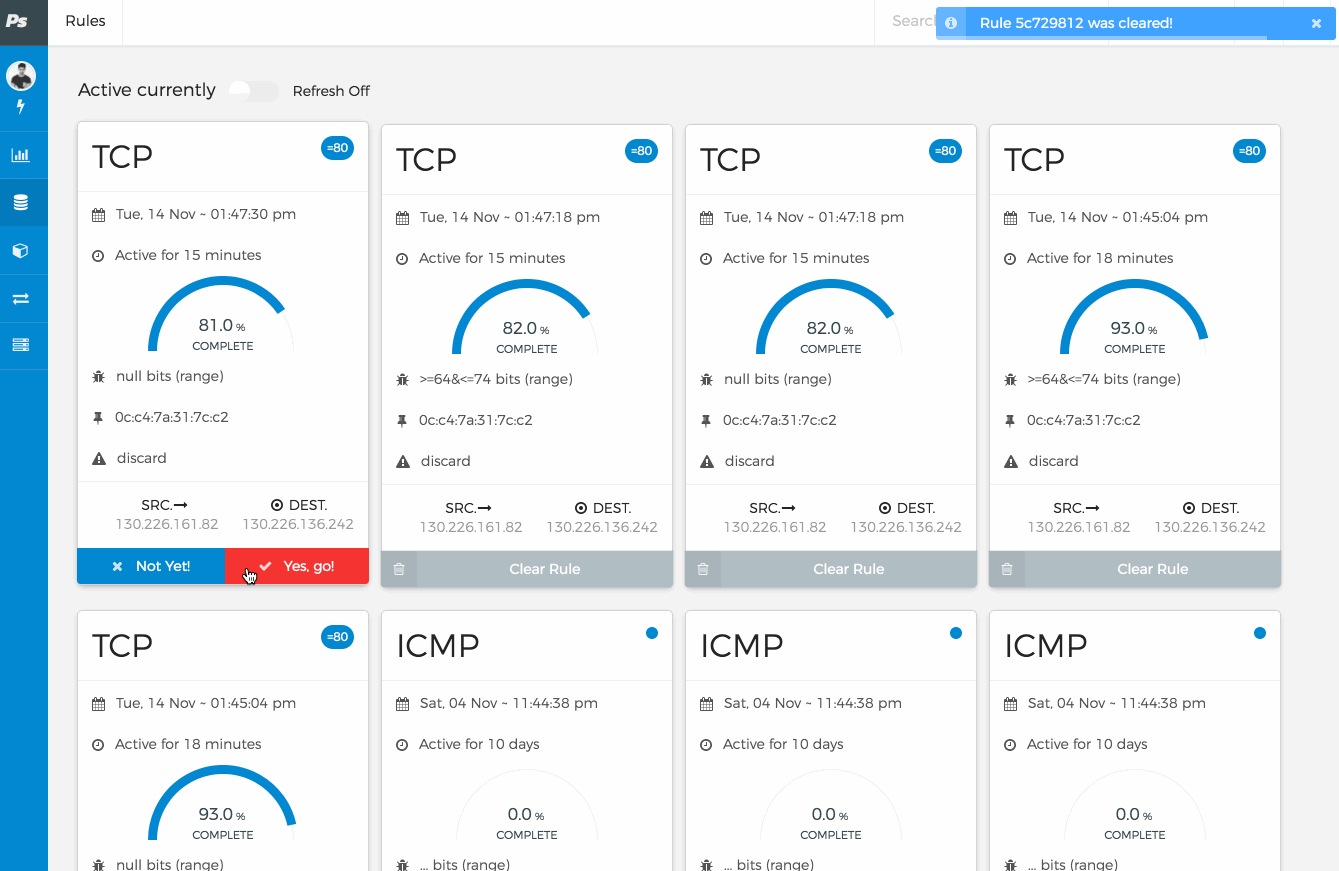 Ps
Rules
Search
Rule 5c729812 was cleared!
Active currently
Refresh Off
TCP
=80
Tue, 14 Nov ~ 01:47:30 pm
Active for 15 minutes
81.0 %
COMPLETE
null bits (range)
0c:c4:7a:31:7c:c2
discard
SRC.
DEST.
130.226.161.82
130.226.136.242
Not Yet!
Yes, go!
TCP
=80
Tue, 14 Nov ~ 01:47:18 pm
Active for 15 minutes
82.0 %
COMPLETE
>=64&<=74 bits (range)
0c:c4:7a:31:7c:c2
discard
SRC.
DEST.
130.226.161.82
130.226.136.242
Clear Rule
TCP
=80
Tue, 14 Nov ~ 01:47:18 pm
Active for 15 minutes
82.0 %
COMPLETE
null bits (range)
0c:c4:7a:31:7c:c2
discard
SRC.
DEST.
130.226.161.82
130.226.136.242
Clear Rule
TCP
=80
Tue, 14 Nov ~ 01:45:04 pm
Active for 18 minutes
93.0 %
COMPLETE
>=64&<=74 bits (range)
0c:c4:7a:31:7c:c2
discard
SRC.
DEST.
130.226.161.82
130.226.136.242
Clear Rule
TCP
=80
Tue, 14 Nov ~ 01:45:04 pm
Active for 18 minutes
93.0 %
COMPLETE
null bits (range)
ICMP
Sat, 04 Nov ~ 11:44:38 pm
Active for 10 days
0.0 %
COMPLETE
... bits (range)
ICMP
Sat, 04 Nov ~ 11:44:38 pm
Active for 10 days
0.0 %
COMPLETE
... bits (range)
ICMP
Sat, 04 Nov ~ 11:44:38 pm
Active for 10 days
0.0 %
COMPLETE
... bits (range)